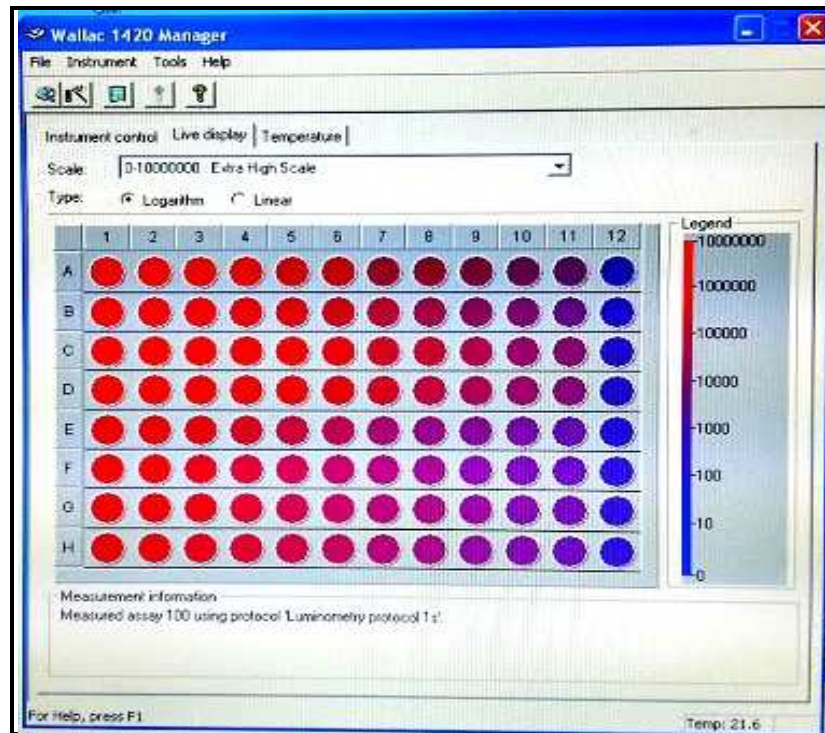 Wallac 1420 Manager
File Instrument Tools Help
Instrument control Live display Temperature
Scale: 0-10000000 Extra High Scale
Type: Logarithm Linear
Legend
1 2 3 4 5 6 7 8 9 10 11 12
A
B
C
D
E
F
G
H
10000000
1000000
100000
10000
1000
100
10
0
Measurement information
Measured assay 100 using protocol 'Luminometry protocol 1s'.
For Help, press F1
Temp: 21.6